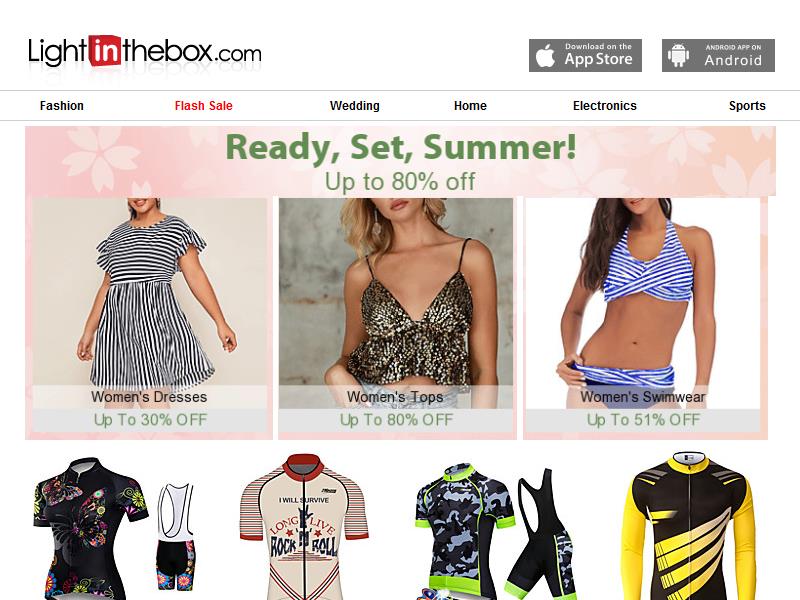 Lightinthebox.com
Download on the
App Store
ANDROID APP ON
Android
Fashion
Flash Sale
Wedding
Home
Electronics
Sports
Ready, Set, Summer!
Up to 80% off
Women's Dresses
Women's Tops
Women's Swimwear
Up To 30% OFF
Up To 80% OFF
Up To 51% OFF
I WILL SURVIVE
LONG LIVE
ROCK N ROLL